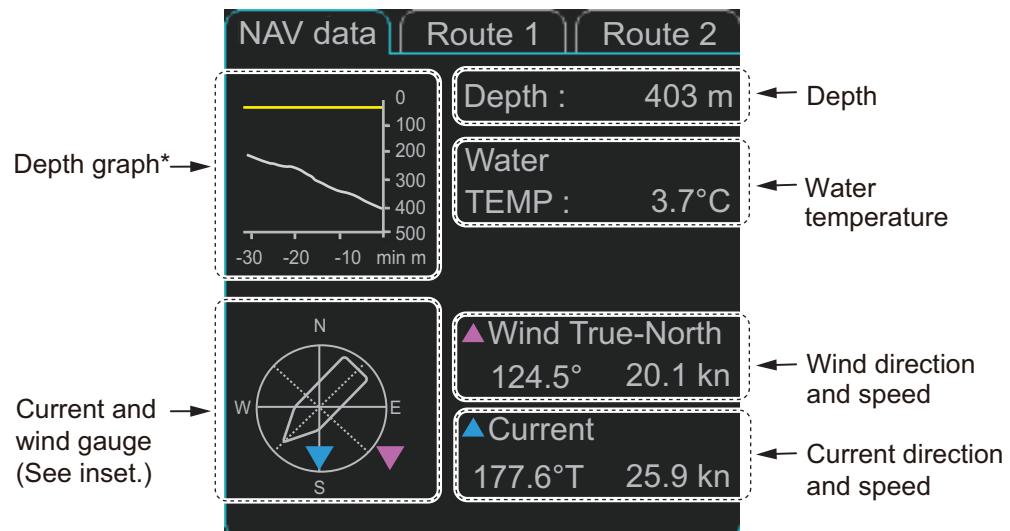 NAV data
Route 1
Route 2
Depth graph*
0
100
200
300
400
500
-30 -20 -10 min m
Depth : 403 m
Depth
Water
TEMP : 3.7°C
Water
temperature
Current and
wind gauge
(See inset.)
N
W E
S
Wind True-North
124.5° 20.1 kn
Wind direction
and speed
Current
177.6°T 25.9 kn
Current direction
and speed